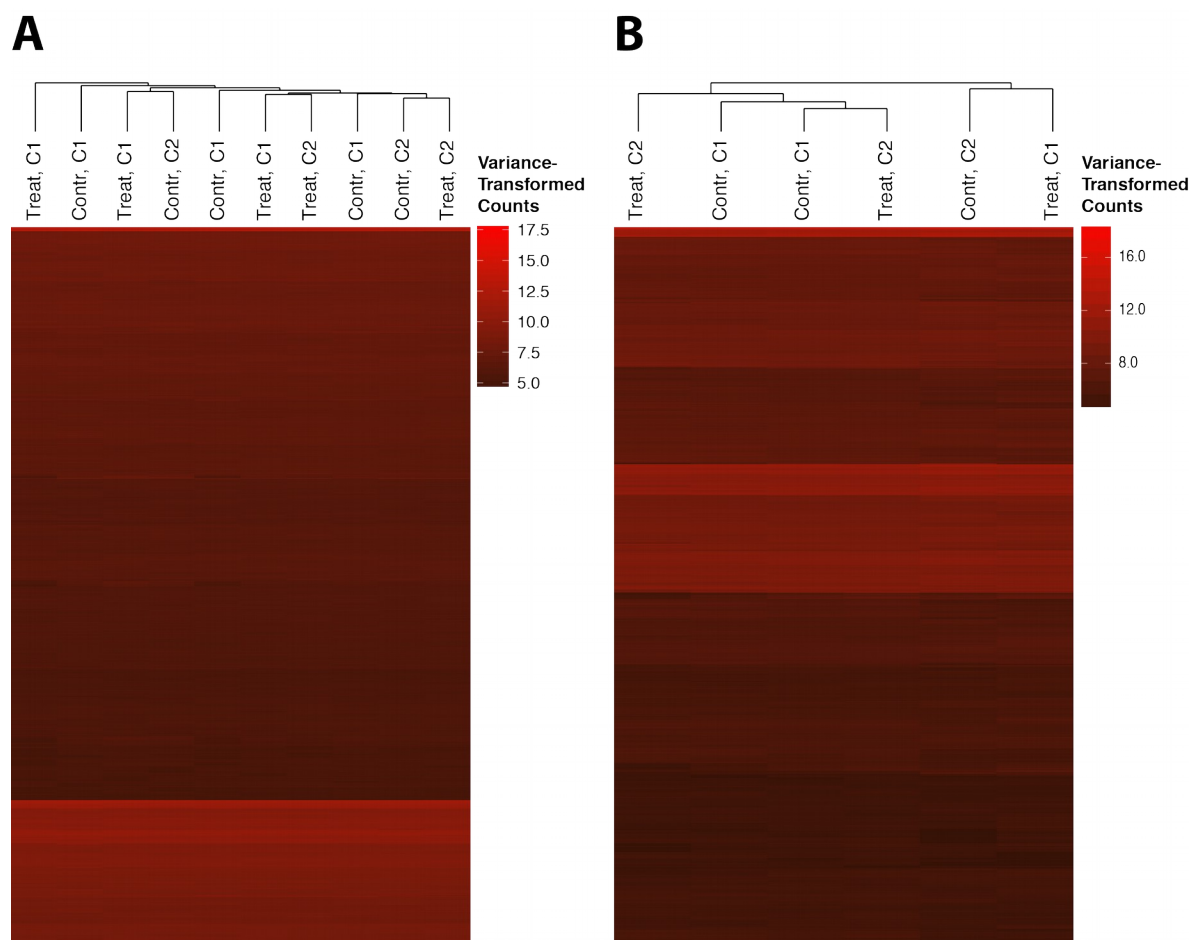 A
B
Treat, C1
Contr, C1
Treat, C1
Contr, C2
Contr, C1
Treat, C1
Treat, C2
Contr, C1
Contr, C2
Treat, C2
Variance-
Transformed
Counts
17.5
15.0
12.5
10.0
7.5
5.0
Treat, C2
Contr, C1
Contr, C1
Treat, C2
Contr, C2
Treat, C1
Variance-
Transformed
Counts
16.0
12.0
8.0